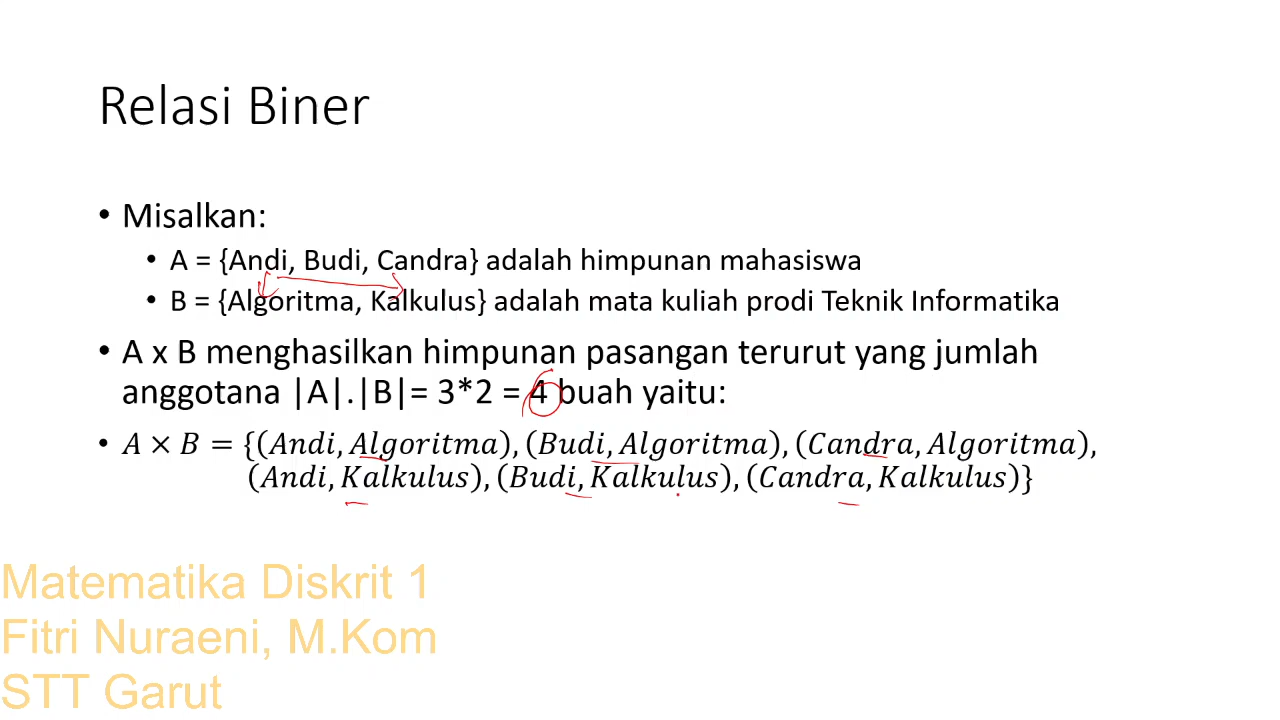 Relasi Biner
• Misalkan:
• A = {Andi, Budi, Candra} adalah himpunan mahasiswa
• B = {Algoritma, Kalkulus} adalah mata kuliah prodi Teknik Informatika
• A x B menghasilkan himpunan pasangan terurut yang jumlah
anggotana |A|.|B|= 3*2 = 4 buah yaitu:
• A × B = {(Andi, Algoritma), (Budi, Algoritma), (Candra, Algoritma),
(Andi, Kalkulus), (Budi, Kalkulus), (Candra, Kalkulus)}
Matematika Diskrit 1
Fitri Nuraeni, M.Kom
STT Garut